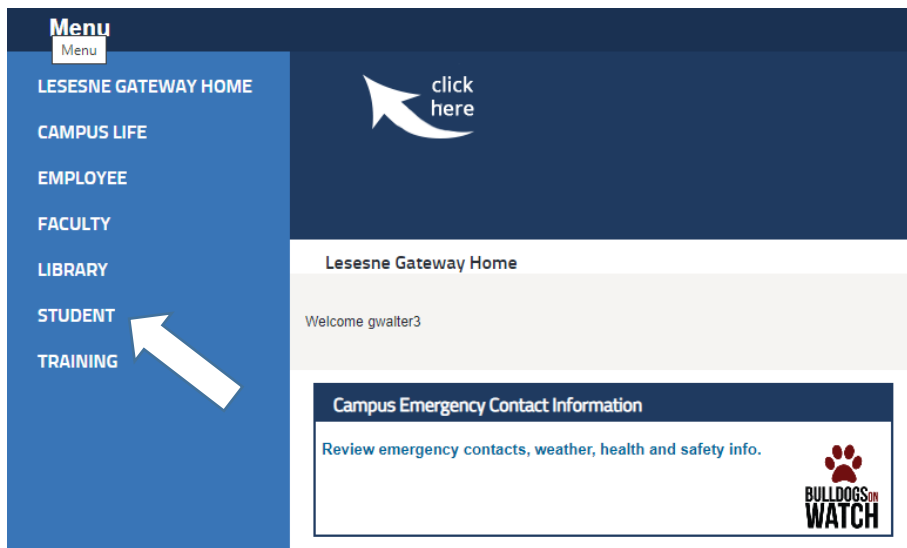 Menu
Menu
LESESNE GATEWAY HOME
CAMPUS LIFE
EMPLOYEE
FACULTY
LIBRARY
STUDENT
TRAINING
click
here
Lesesne Gateway Home
Welcome gwalter3
Campus Emergency Contact Information
Review emergency contacts, weather, health and safety info.
BULLDOGS ON
WATCH